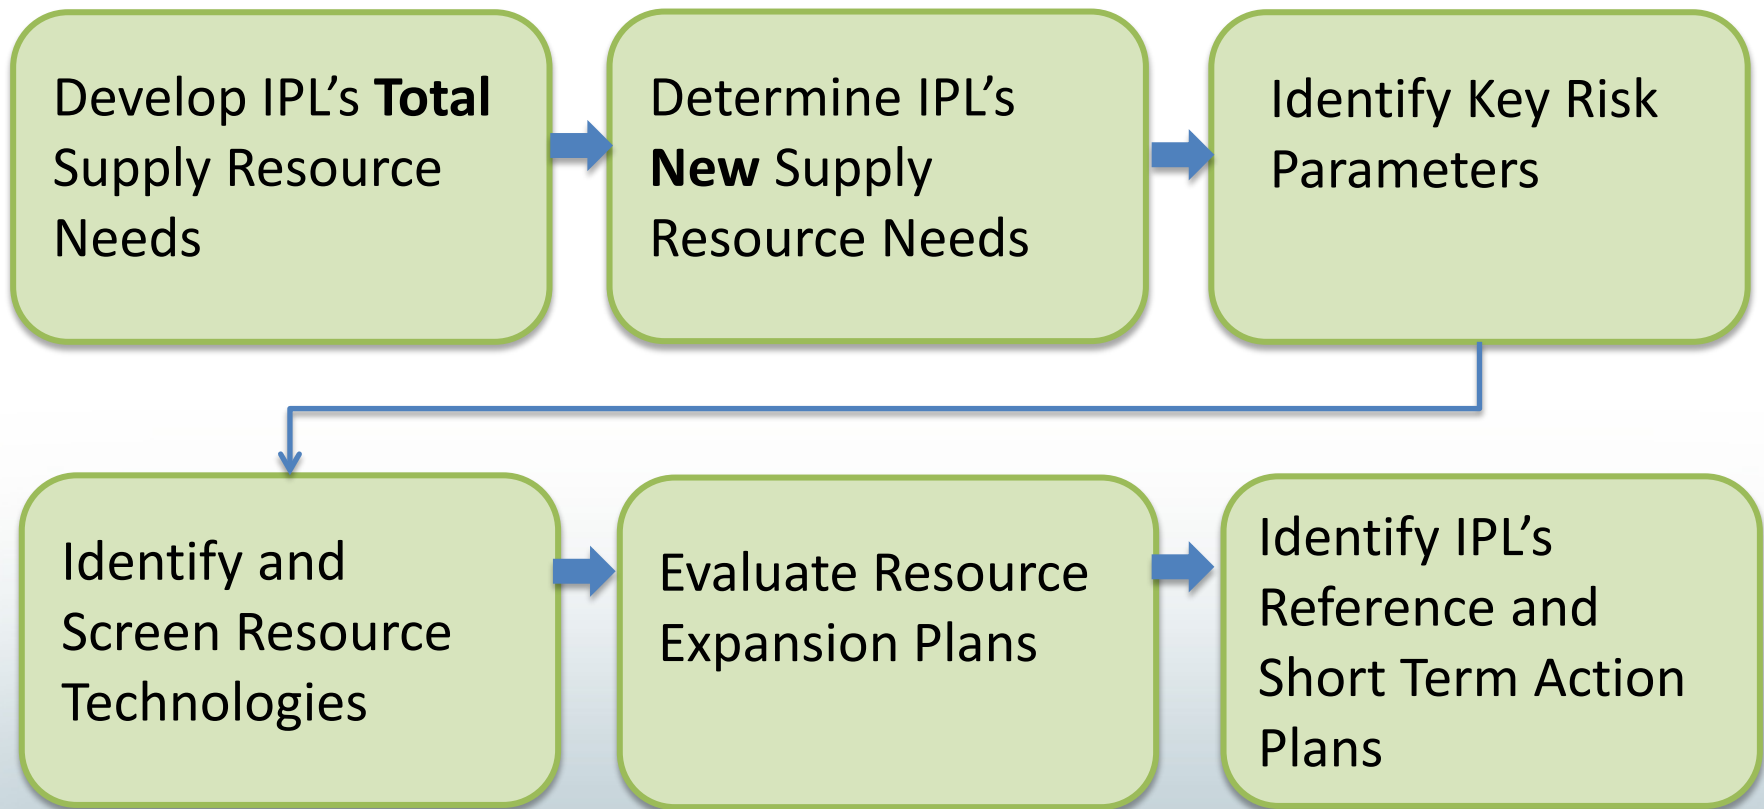 Develop IPL’s Total
Supply Resource
Needs
Determine IPL’s
New Supply
Resource Needs
Identify Key Risk
Parameters
Identify and
Screen Resource
Technologies
Evaluate Resource
Expansion Plans
Identify IPL’s
Reference and
Short Term Action
Plans